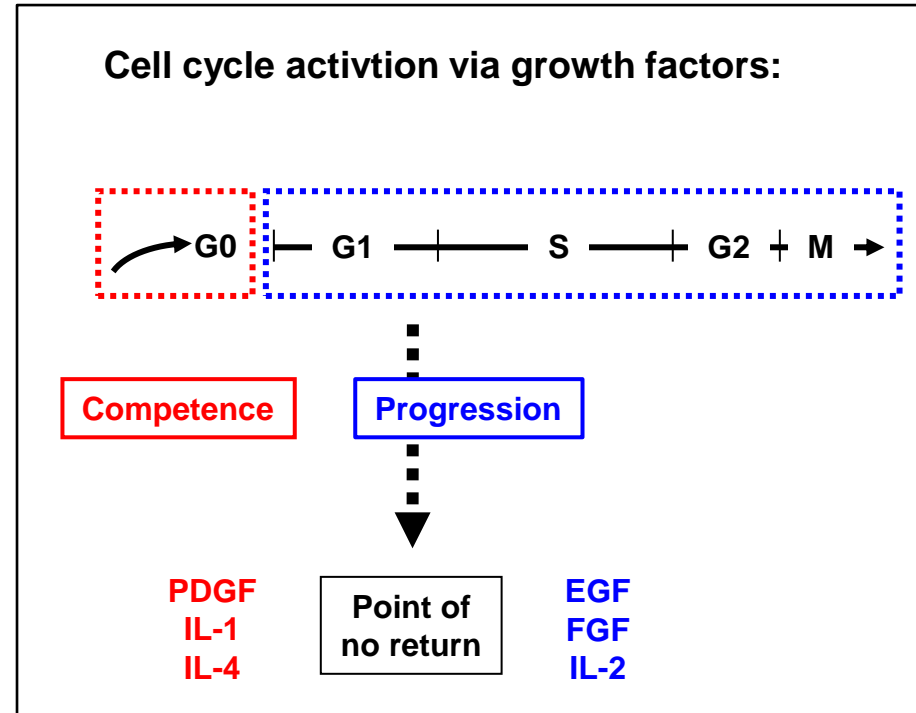 Cell cycle activtion via growth factors:
G0 G1 S G2 M
Competence Progression
PDGF
IL-1
IL-4
Point of
no return
EGF
FGF
IL-2